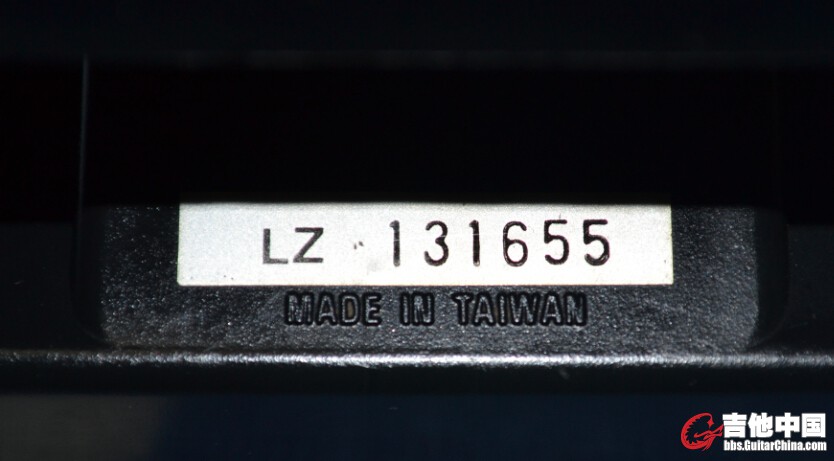 LZ 131655
MADE IN TAIWAN
吉他中国
bbs.GuitarChina.com